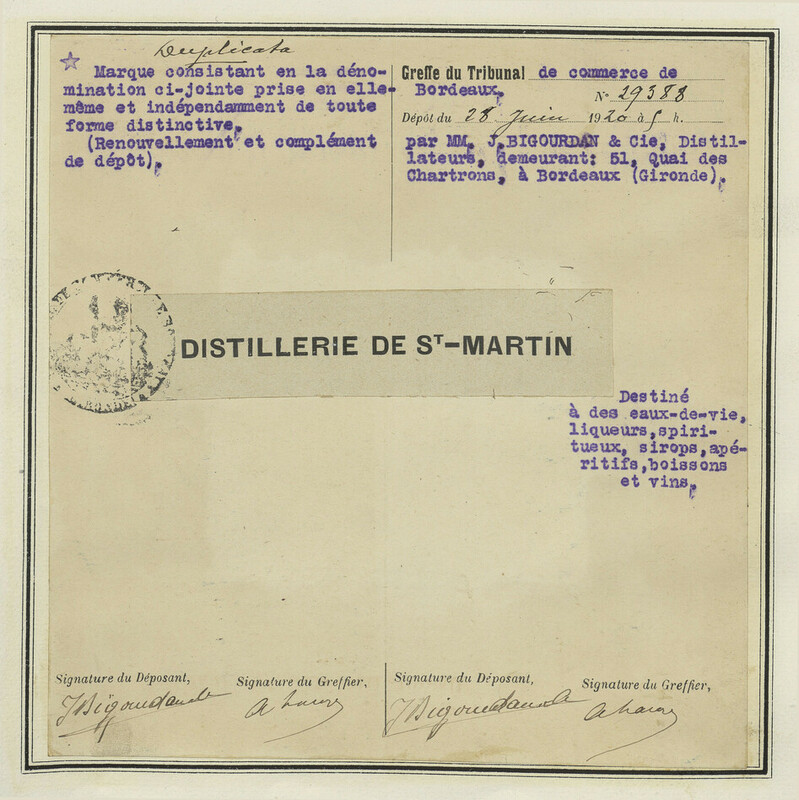 Duplicata
Marque consistant en la déno-
mination ci-jointe prise en elle-
même et indépendamment de toute
forme distinctive.
(Renouvellement et complément
de dépôt).
Greffe du Tribunal de commerce de
Bordeaux. N° 29388
Dépôt du 28 Juin 1920 à 5 h.
par MM. J.BIGOURDAN & Cie, Distil-
lateurs, demeurant: 51, Quai des
Chartrons, à Bordeaux (Gironde).
DISTILLERIE DE ST-MARTIN
Destiné
à des eaux-de-vie,
liqueurs,spiri-
tueux, sirops,apé-
ritifs,boissons
et vins.
Signature du Déposant,
Signature du Greffier,
Signature du Déposant,
Signature du Greffier,